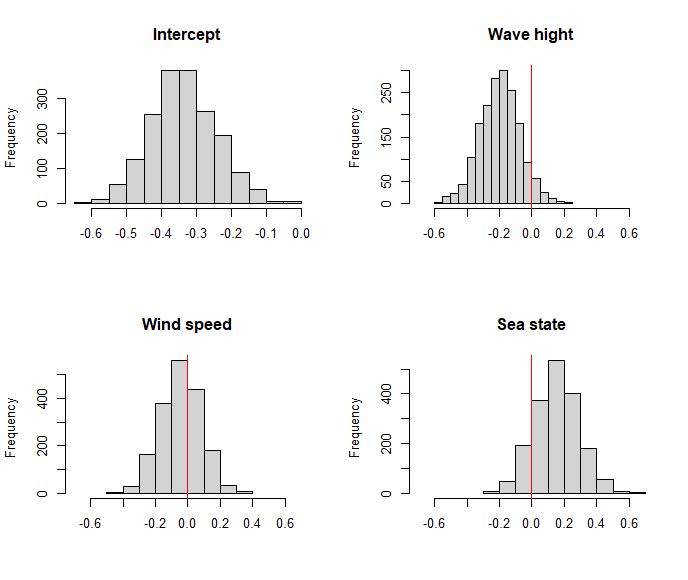 Intercept
Frequency
0 100 200 300
-0.6 -0.5 -0.4 -0.3 -0.2 -0.1 0.0
Wave hight
Frequency
0 50 150 250
-0.6 -0.2 0.0 0.2 0.4 0.6
Wind speed
Frequency
0 200 400
-0.6 -0.2 0.0 0.2 0.4 0.6
Sea state
Frequency
0 200 400
-0.6 -0.2 0.0 0.2 0.4 0.6